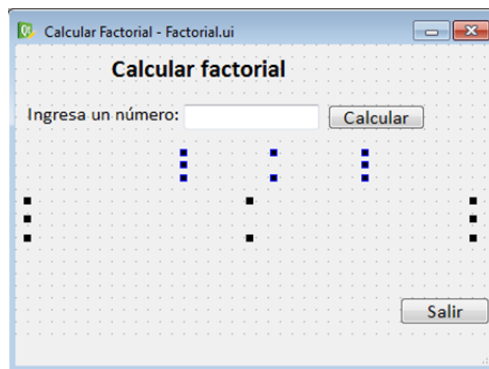 Calcular Factorial - Factorial.ui
Calcular factorial
Ingresa un número:
Calcular
Salir